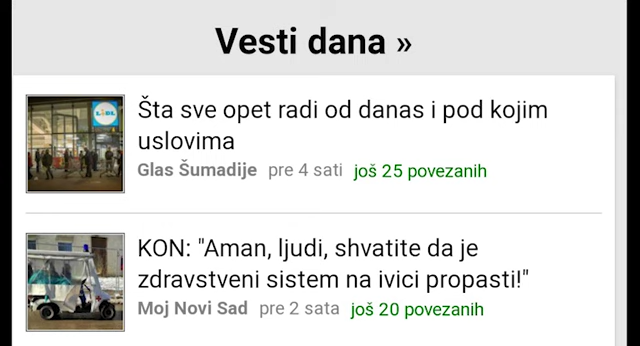 Vesti dana »
LIDL
Šta sve opet radi od danas i pod kojim
uslovima
Glas Šumadije pre 4 sati još 25 povezanih
KON: "Aman, ljudi, shvatite da je
zdravstveni sistem na ivici propasti!"
Moj Novi Sad pre 2 sata još 20 povezanih